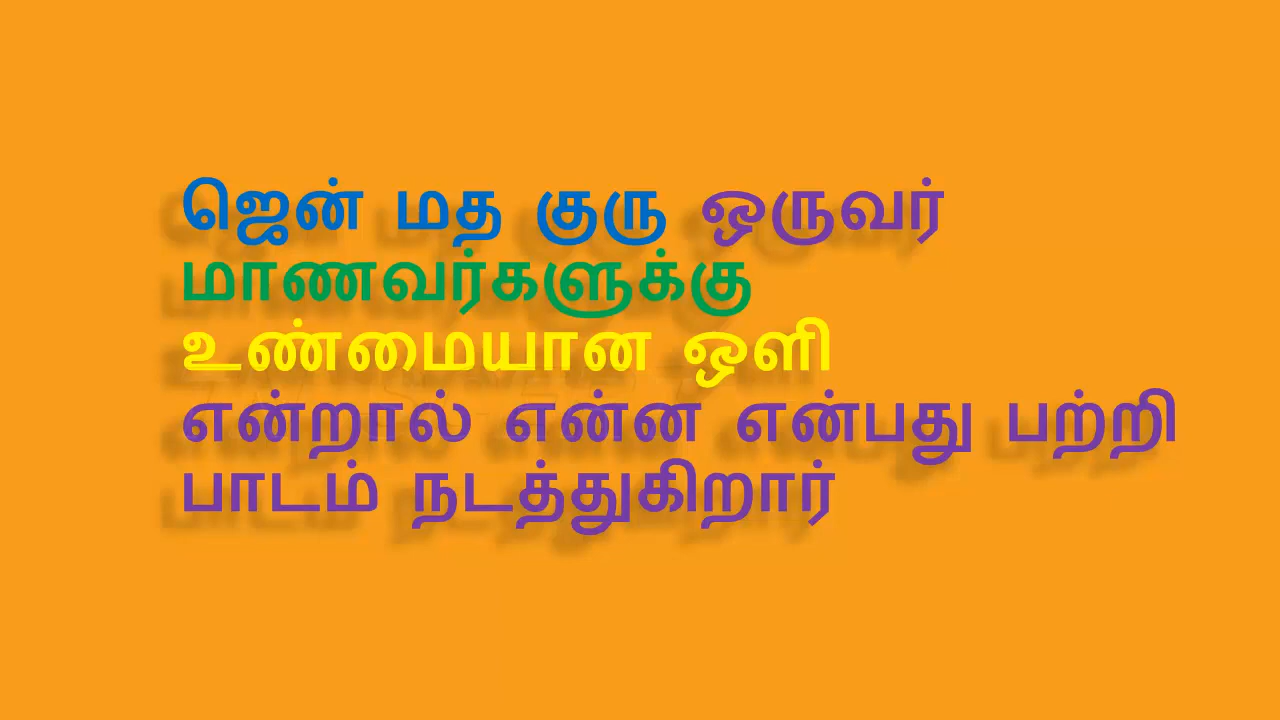 ஜென் மத குரு ஒருவர்
மாணவர்களுக்கு
உண்மையான ஒளி
என்றால் என்ன என்பது பற்றி
பாடம் நடத்துகிறார்